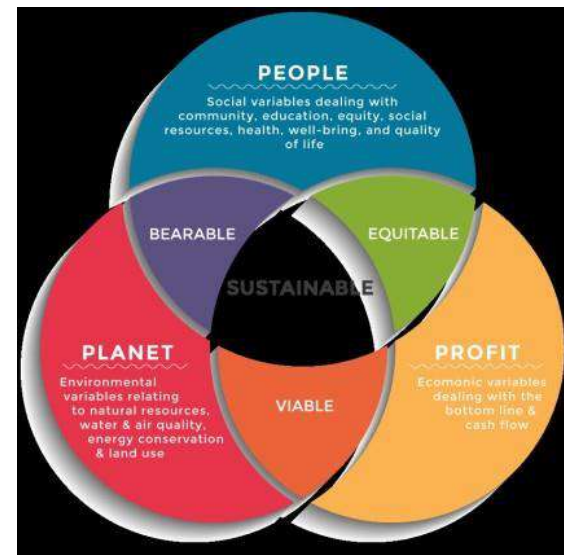 PEOPLE
Social variables dealing with
community, education, equity, social
resources, health, well-bring, and quality
of life
BEARABLE
EQUITABLE
SUSTAINABLE
PLANET
Environmental
variables relating
to natural resources,
water & air quality,
energy conservation
& land use
PROFIT
Ecomonic variables
dealing with the
bottom line &
cash flow
VIABLE